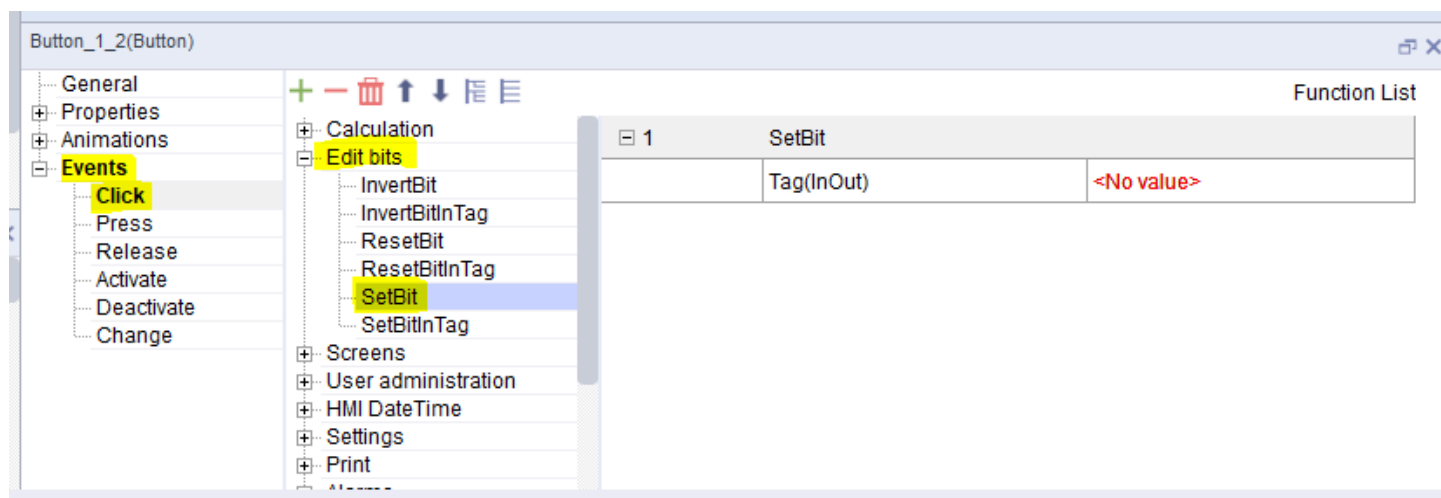 Button_1_2(Button)
General
Properties
Animations
Events
Click
Press
Release
Activate
Deactivate
Change
Calculation
Edit bits
InvertBit
InvertBitInTag
ResetBit
ResetBitInTag
SetBit
SetBitInTag
Screens
User administration
HMI DateTime
Settings
Print
Function List
1 SetBit
Tag(InOut) <No value>